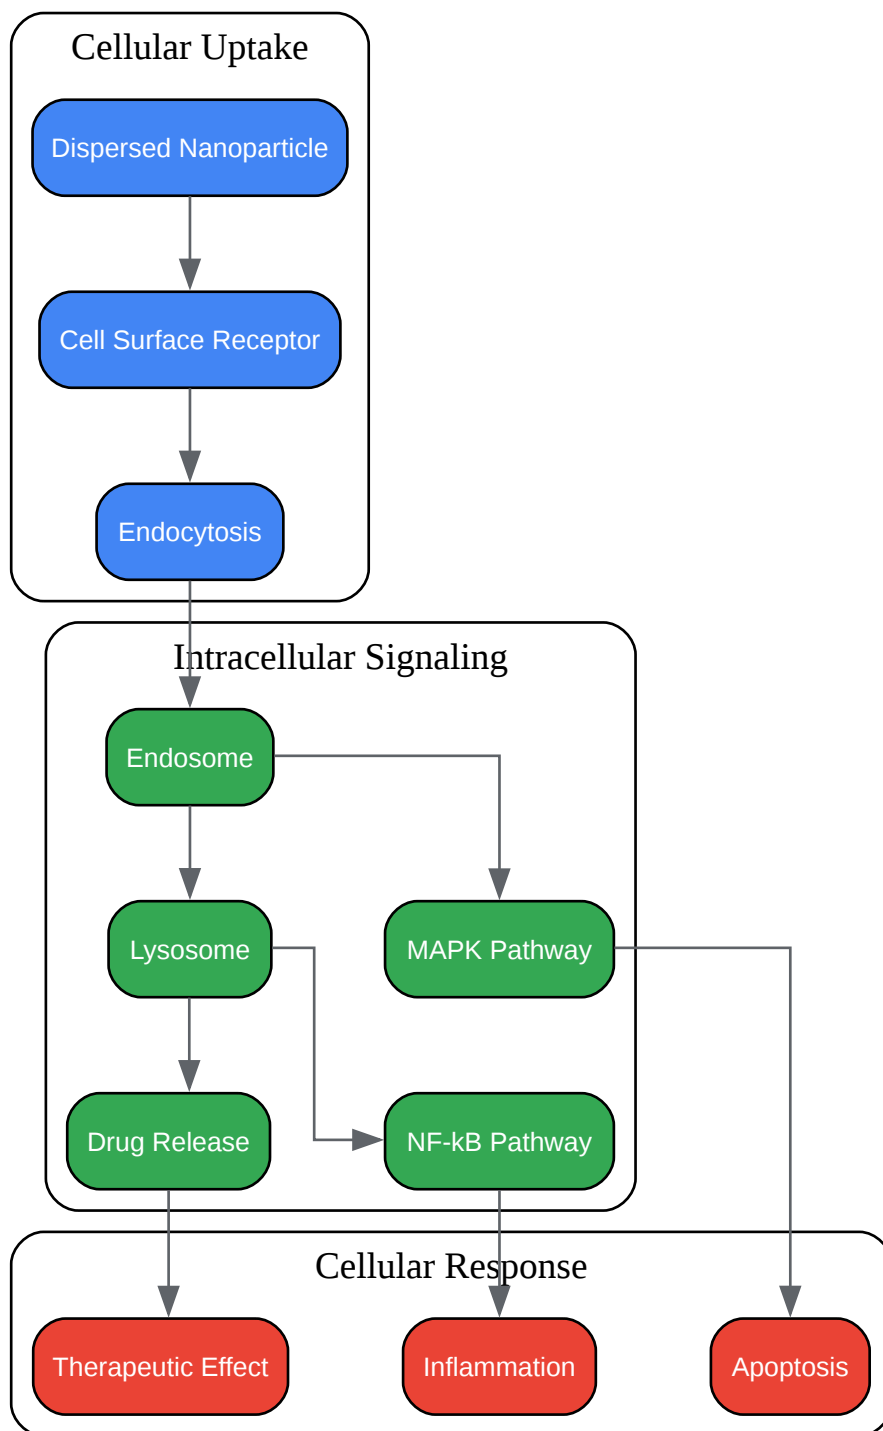 Cellular Uptake
Dispersed Nanoparticle
Cell Surface Receptor
Endocytosis
Intracellular Signaling
Endosome
Lysosome
MAPK Pathway
Drug Release
NF-kB Pathway
Cellular Response
Therapeutic Effect
Inflammation
Apoptosis